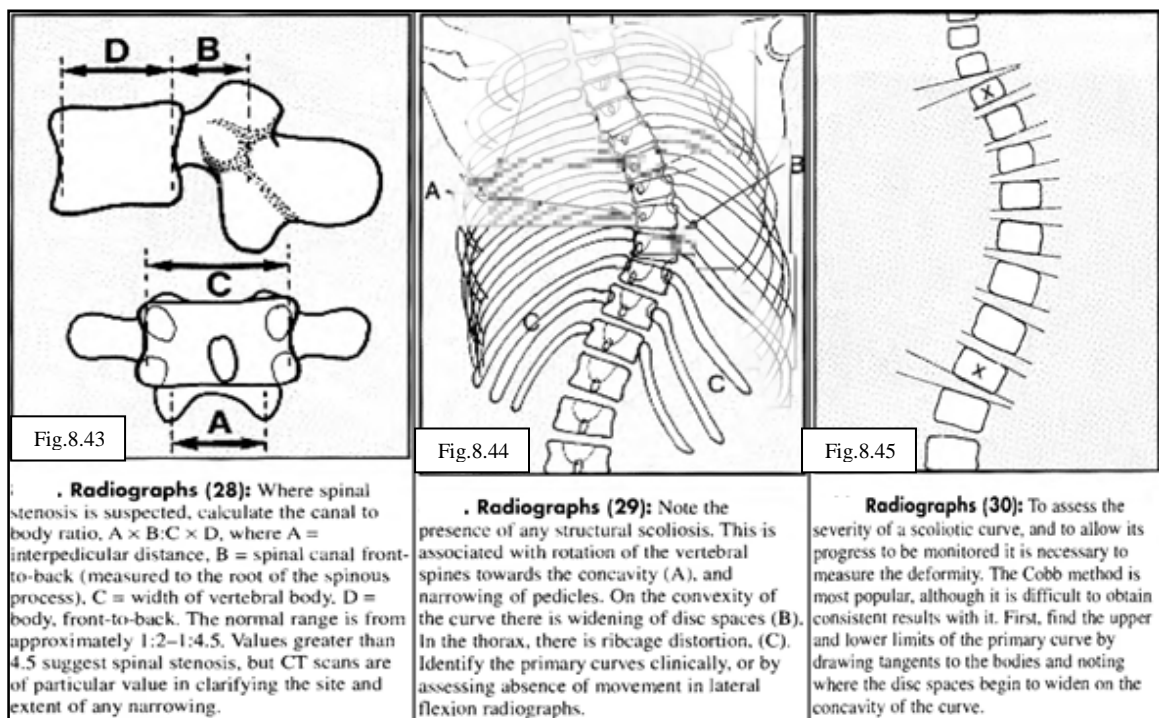 D
B
C
A
Fig.8.43
A
B
C
C
Fig.8.44
X
X
Fig.8.45
. Radiographs (28): Where spinal
stenosis is suspected, calculate the canal to
body ratio, A × B:C × D, where A =
interpedicular distance, B = spinal canal front-
to-back (measured to the root of the spinous
process), C = width of vertebral body, D =
body, front-to-back. The normal range is from
approximately 1:2–1:4.5. Values greater than
4.5 suggest spinal stenosis, but CT scans are
of particular value in clarifying the site and
extent of any narrowing.
. Radiographs (29): Note the
presence of any structural scoliosis. This is
associated with rotation of the vertebral
spines towards the concavity (A), and
narrowing of pedicles. On the convexity of
the curve there is widening of disc spaces (B).
In the thorax, there is ribcage distortion, (C).
Identify the primary curves clinically, or by
assessing absence of movement in lateral
flexion radiographs.
Radiographs (30): To assess the
severity of a scoliotic curve, and to allow its
progress to be monitored it is necessary to
measure the deformity. The Cobb method is
most popular, although it is difficult to obtain
consistent results with it. First, find the upper
and lower limits of the primary curve by
drawing tangents to the bodies and noting
where the disc spaces begin to widen on the
concavity of the curve.